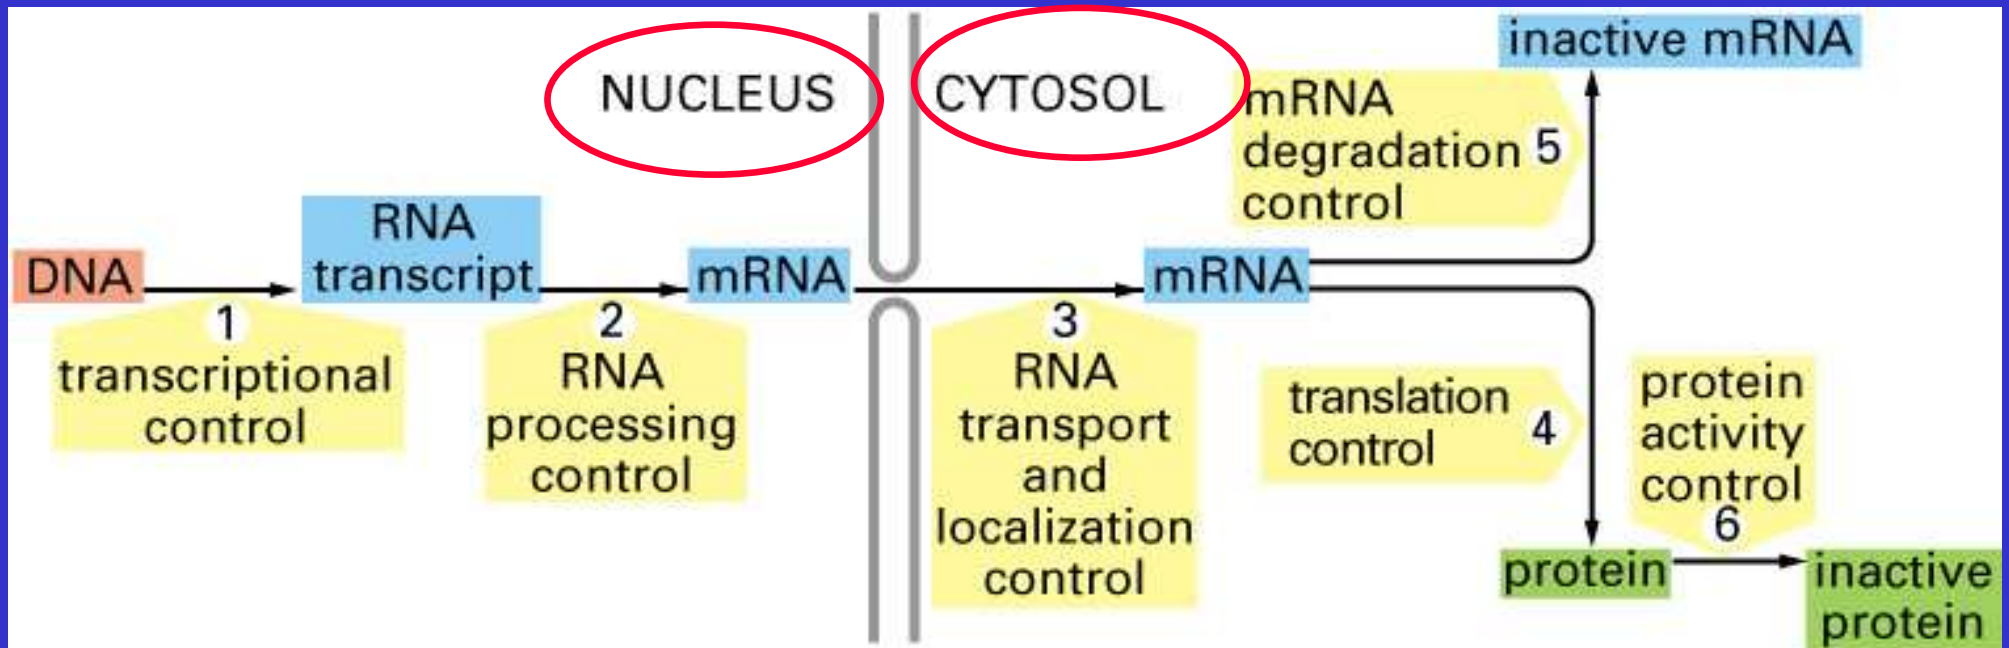 NUCLEUS
CYTOSOL
inactive mRNA
mRNA
degradation 5
control
RNA
transcript
DNA
mRNA
mRNA
1
transcriptional
control
2
RNA
processing
control
3
RNA
transport
and
localization
control
translation
control 4
protein
activity
control
6
protein
inactive
protein